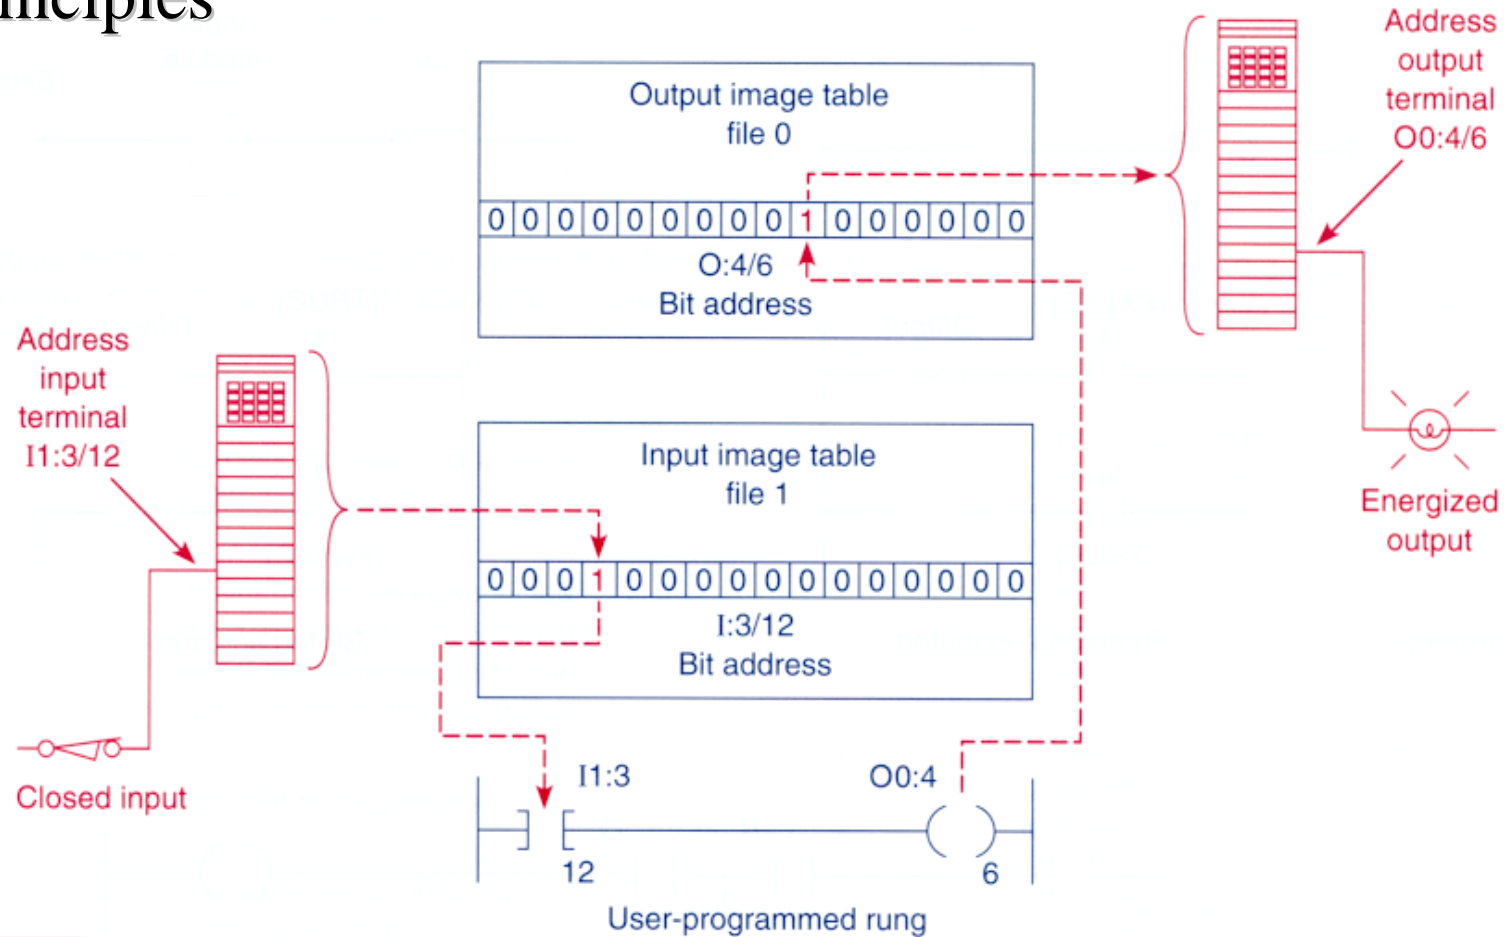 Output image table
file 0
0 0 0 0 0 0 0 0 0 1 0 0 0 0 0 0
O:4/6
Bit address
Address
output
terminal
O0:4/6
Energized
output
Address
input
terminal
I1:3/12
Closed input
Input image table
file 1
0 0 0 1 0 0 0 0 0 0 0 0 0 0 0 0
I:3/12
Bit address
I1:3
O0:4
12
6
User-programmed rung